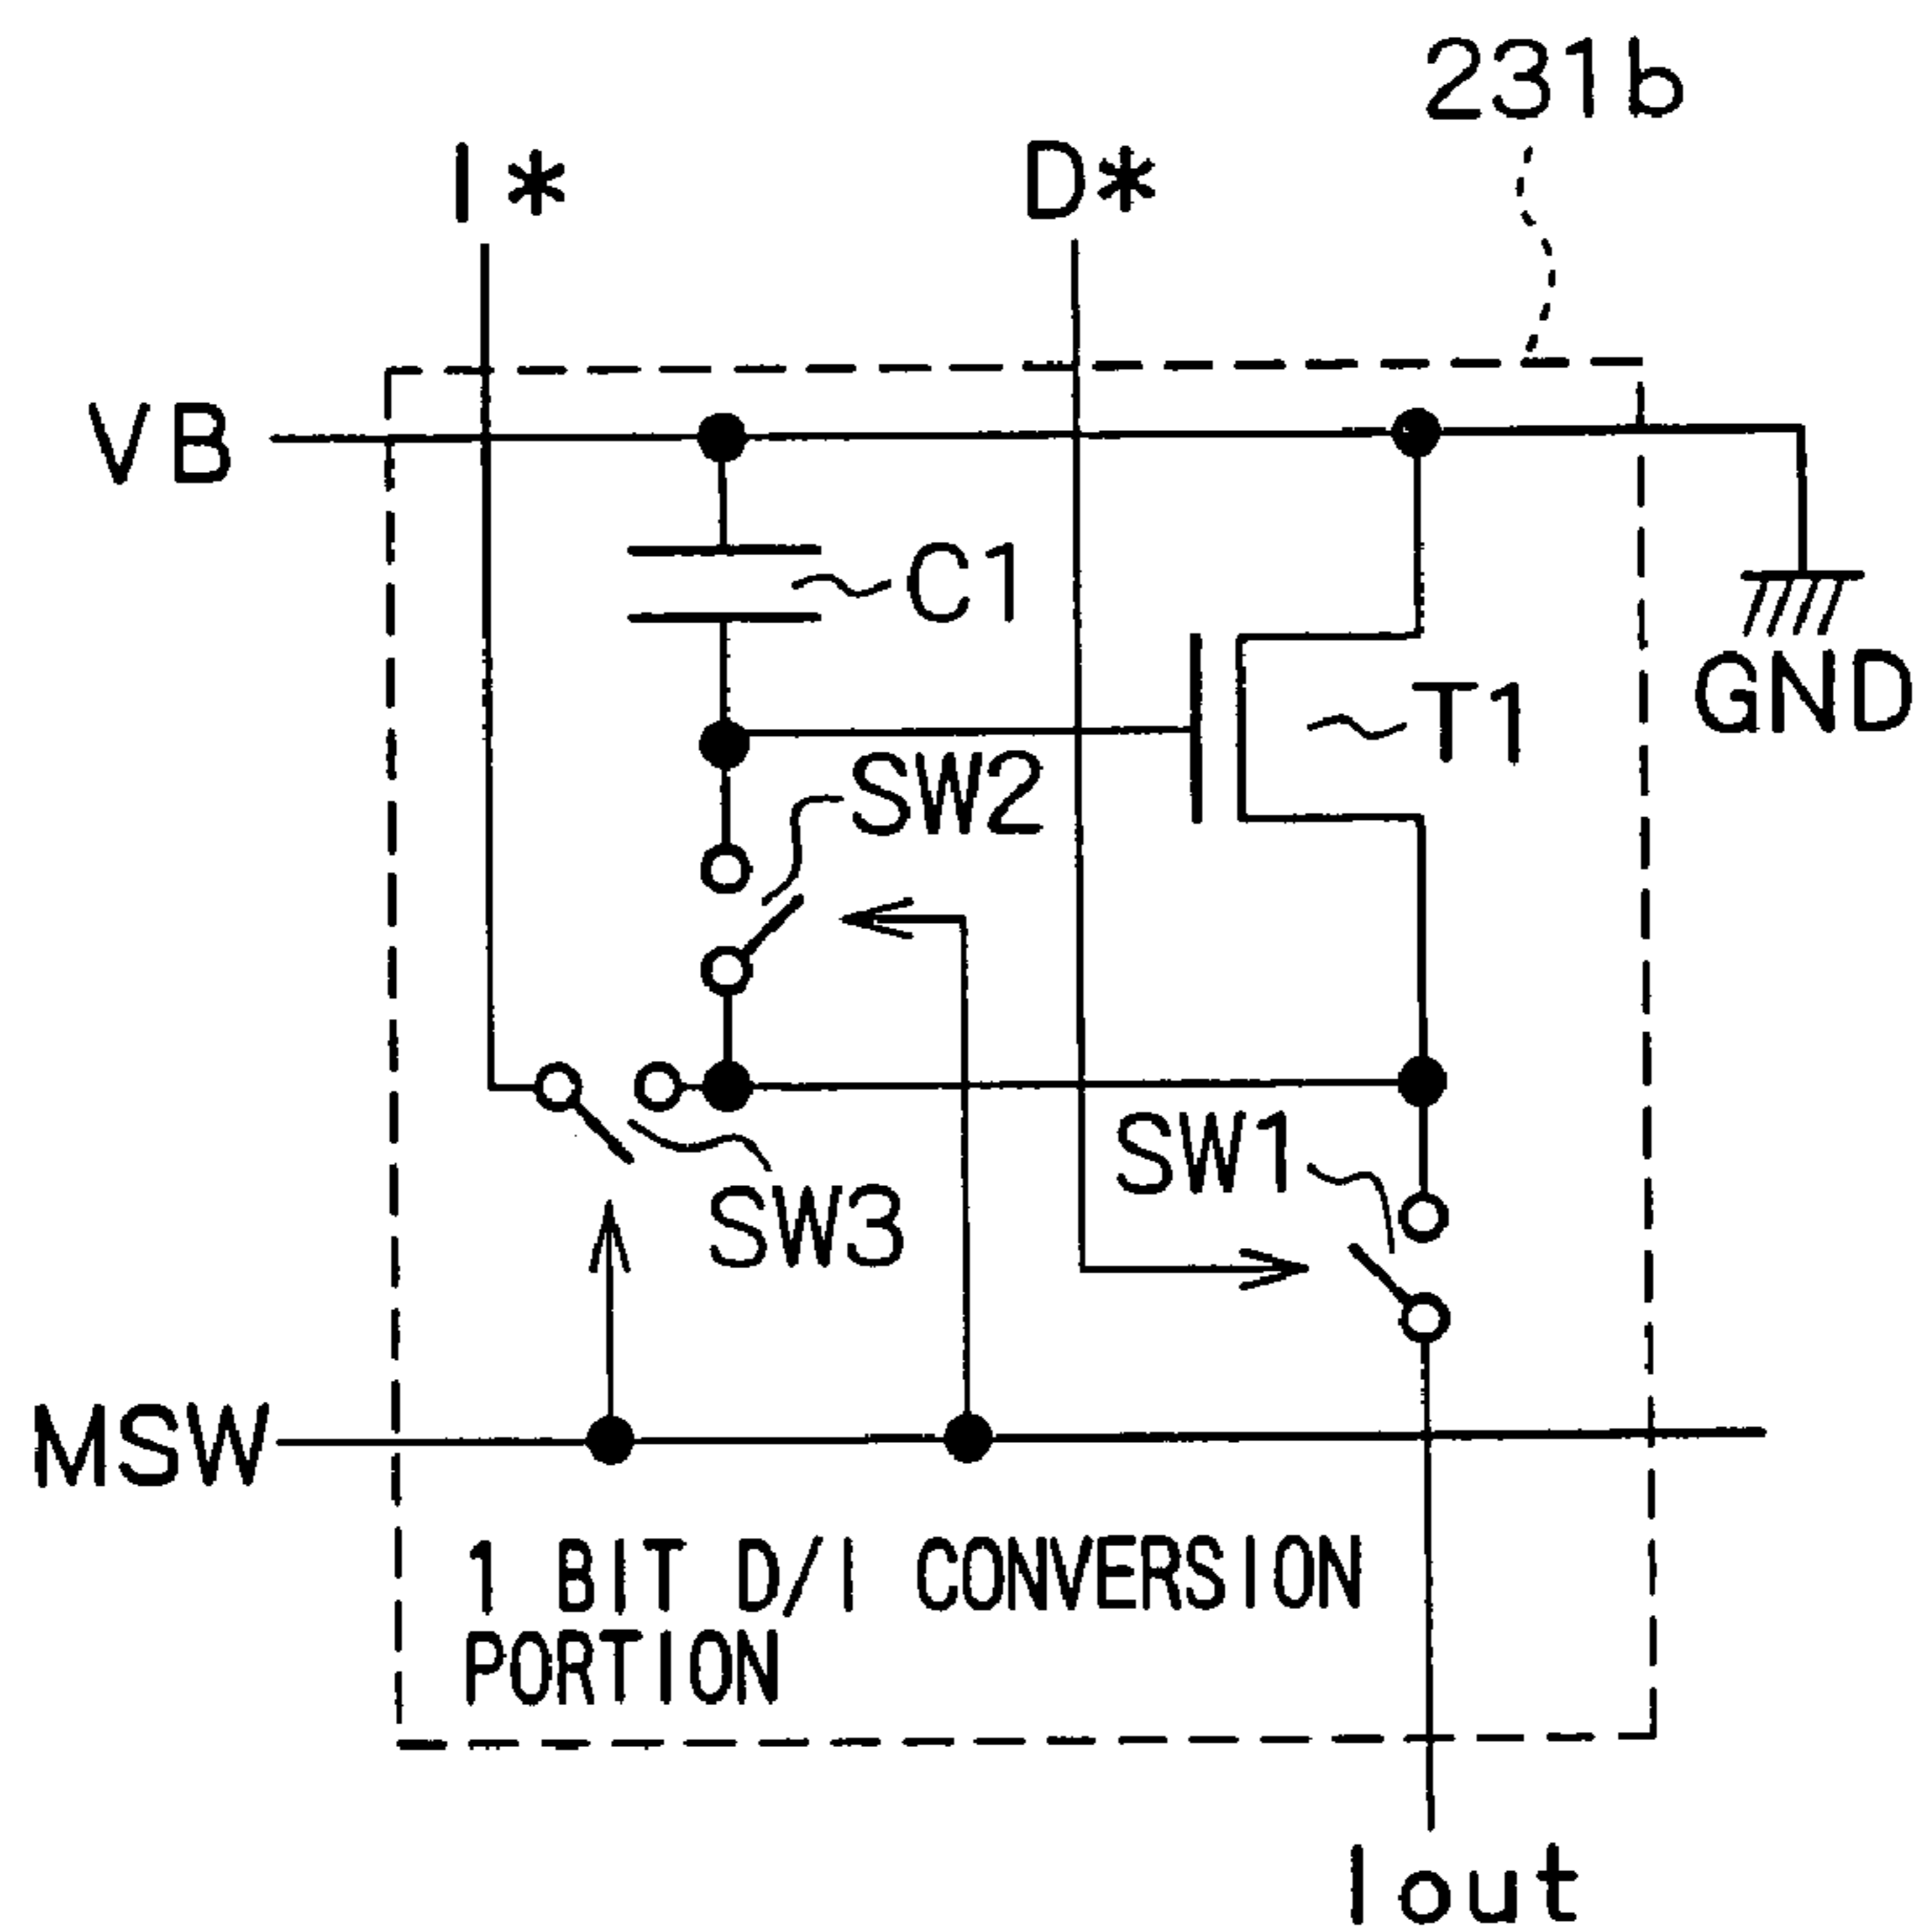 231b
I*
D*
VB
C1
GND
T1
SW2
SW1
SW3
MSW
1 BIT D/I CONVERSION
PORTION
Iout